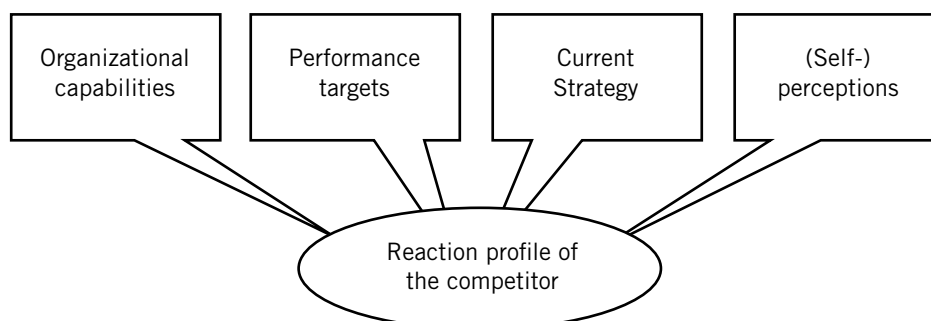 Organizational
capabilities
Performance
targets
Current
Strategy
(Self-)
perceptions
Reaction profile of
the competitor